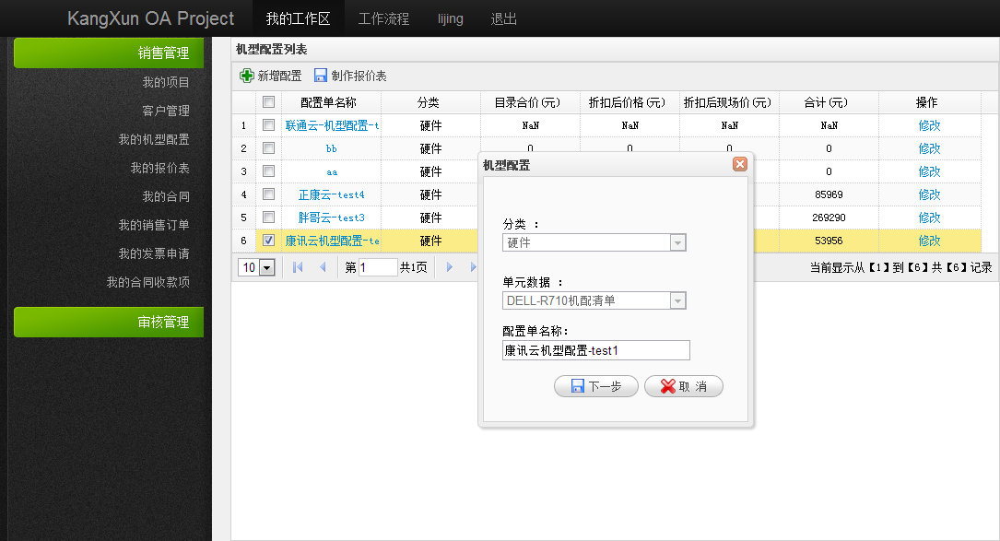 KangXun OA Project 我的工作区 工作流程 lijing 退出
销售管理
我的项目
客户管理
我的机型配置
我的报价表
我的合同
我的销售订单
我的发票申请
我的合同收款项
审核管理
机型配置列表
新增配置 制作报价表
配置单名称 分类 目录合价(元) 折扣后价格(元) 折扣后现场价(元) 合计(元) 操作
1 联通云-机型配置-t 硬件 NaN NaN NaN NaN 修改
2 bb 硬件 0 0 0 0 修改
3 aa 硬件 0 修改
4 正康云-test4 硬件 85969 修改
5 胖哥云-test3 硬件 269290 修改
6 康讯云机型配置-te 硬件 53956 修改
10 第 1 共1页 当前显示从【1】到【6】共【6】记录
机型配置
分类 ：
硬件
单元数据 ：
DELL-R710机配清单
配置单名称：
康讯云机型配置-test1
下一步 取 消